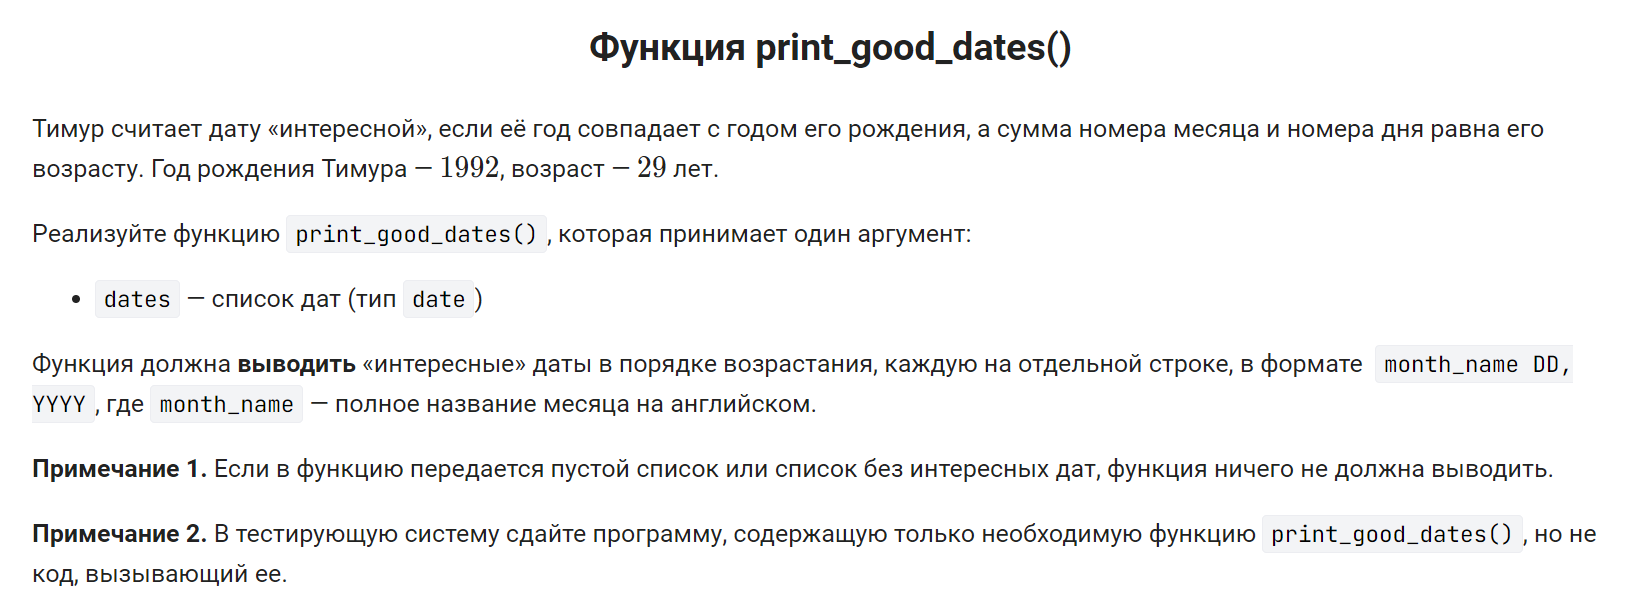 Функция print_good_dates()
Тимур считает дату «интересной», если её год совпадает с годом его рождения, а сумма номера месяца и номера дня равна его
возрасту. Год рождения Тимура – 1992, возраст – 29 лет.
Реализуйте функцию print_good_dates(), которая принимает один аргумент:
• dates — список дат (тип date)
Функция должна выводить «интересные» даты в порядке возрастания, каждую на отдельной строке, в формате month_name DD,
YYYY, где month_name — полное название месяца на английском.
Примечание 1. Если в функцию передается пустой список или список без интересных дат, функция ничего не должна выводить.
Примечание 2. В тестирующую систему сдайте программу, содержащую только необходимую функцию print_good_dates(), но не
код, вызывающий ее.